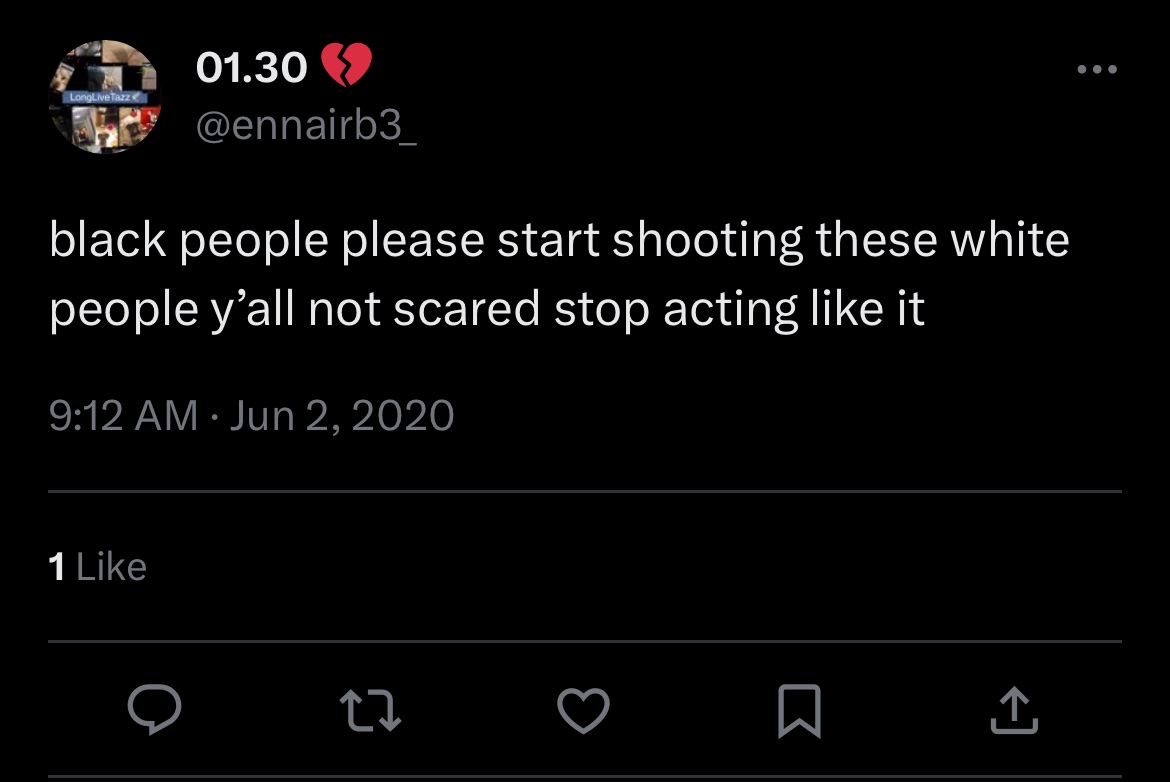 LongLiveTazz
01.30 💔
@ennairb3_
black people please start shooting these white
people y’all not scared stop acting like it
9:12 AM · Jun 2, 2020
1 Like